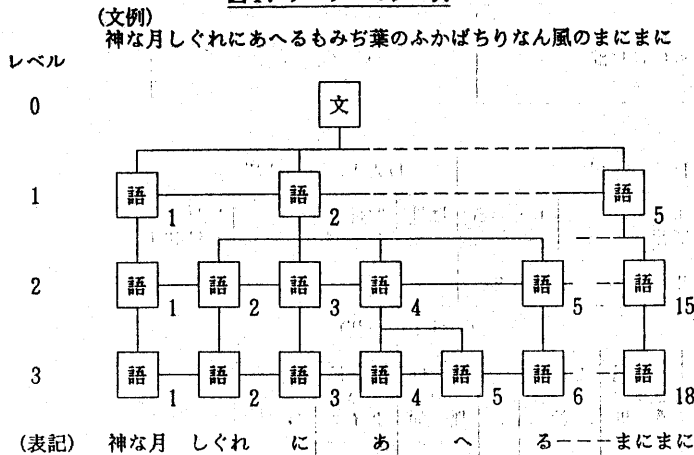 (文例)
神な月しぐれにあへるもみぢ葉のふかばちりなん風のまにまに
レベル
0 文
1 語1 語2 語5
2 語1 語2 語3 語4 語5 語15
3 語1 語2 語3 語4 語5 語6 語18
(表記) 神な月 しぐれ に あ へ る---まにまに